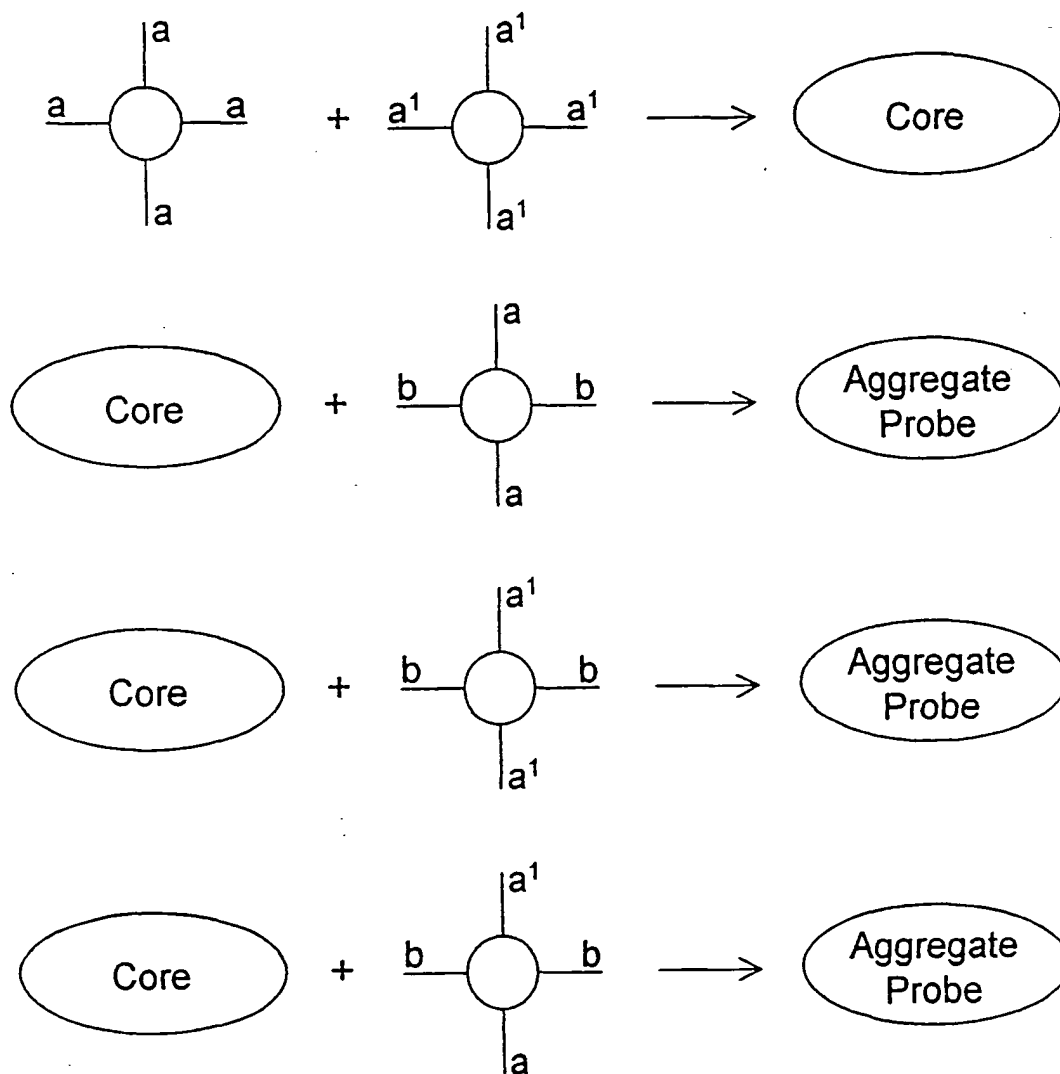 a a¹
a a + a¹ a¹ → Core
a a¹
a
Core + b b → Aggregate Probe
a
a¹
Core + b b → Aggregate Probe
a¹
a¹
Core + b b → Aggregate Probe
a